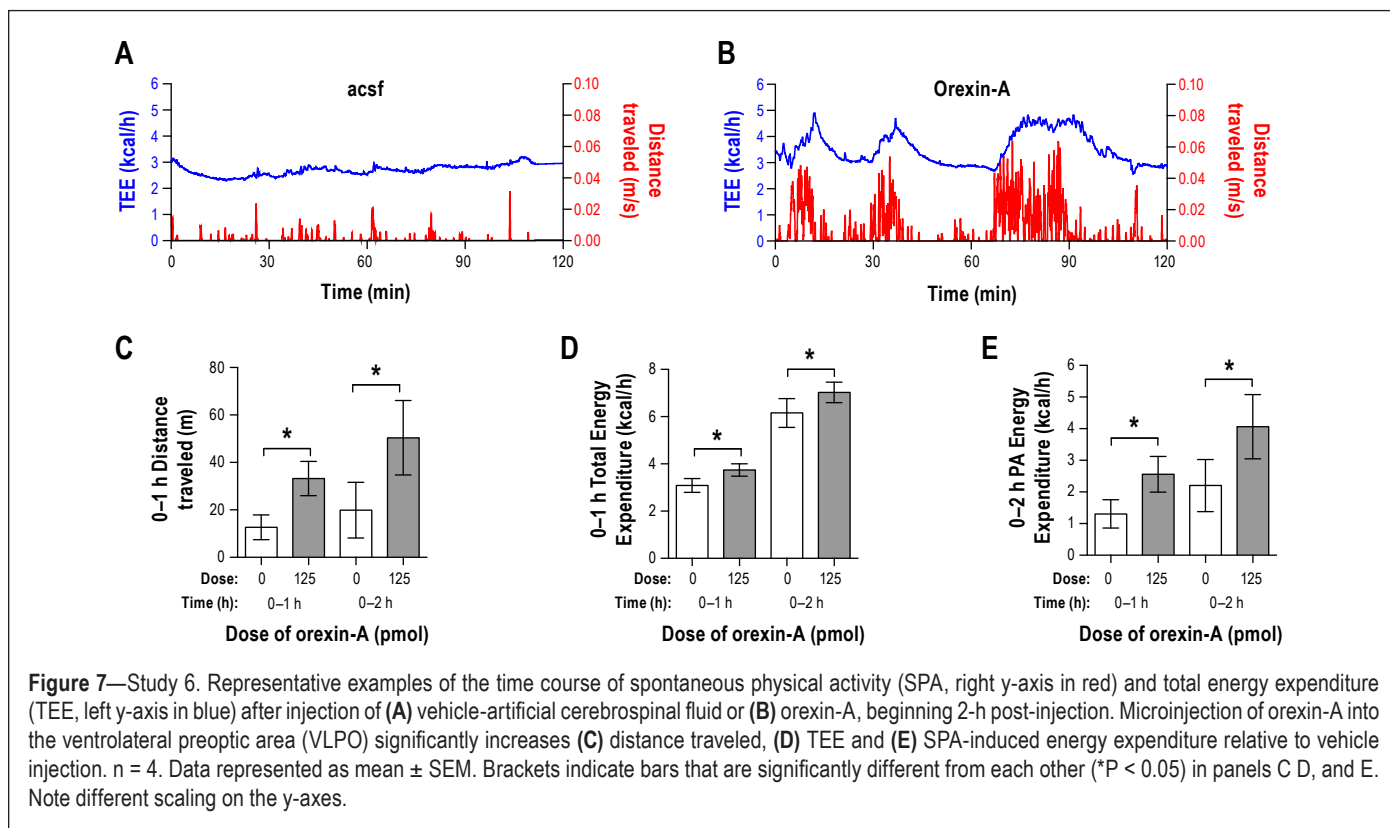 A
acsf
6
5
4
3
2
1
0
TEE (kcal/h)
0.10
0.08
0.06
0.04
0.02
0.00
Distance
traveled (m/s)
0
30
60
90
120
Time (min)
B
Orexin-A
6
5
4
3
2
1
0
TEE (kcal/h)
0.10
0.08
0.06
0.04
0.02
0.00
Distance
traveled (m/s)
0
30
60
90
120
Time (min)
C
80
60
40
20
0
0–1 h Distance
traveled (m)
*
*
Dose: 0 125 0 125
Time (h): 0–1 h 0–2 h
Dose of orexin-A (pmol)
D
8
6
4
2
0
0–1 h Total Energy
Expenditure (kcal/h)
*
*
Dose: 0 125 0 125
Time (h): 0–1 h 0–2 h
Dose of orexin-A (pmol)
E
6
5
4
3
2
1
0
0–2 h PA Energy
Expenditure (kcal/h)
*
*
Dose: 0 125 0 125
Time (h): 0–1 h 0–2 h
Dose of orexin-A (pmol)
Figure 7—Study 6. Representative examples of the time course of spontaneous physical activity (SPA, right y-axis in red) and total energy expenditure
(TEE, left y-axis in blue) after injection of (A) vehicle-artificial cerebrospinal fluid or (B) orexin-A, beginning 2-h post-injection. Microinjection of orexin-A into
the ventrolateral preoptic area (VLPO) significantly increases (C) distance traveled, (D) TEE and (E) SPA-induced energy expenditure relative to vehicle
injection. n = 4. Data represented as mean ± SEM. Brackets indicate bars that are significantly different from each other (*P < 0.05) in panels C D, and E.
Note different scaling on the y-axes.